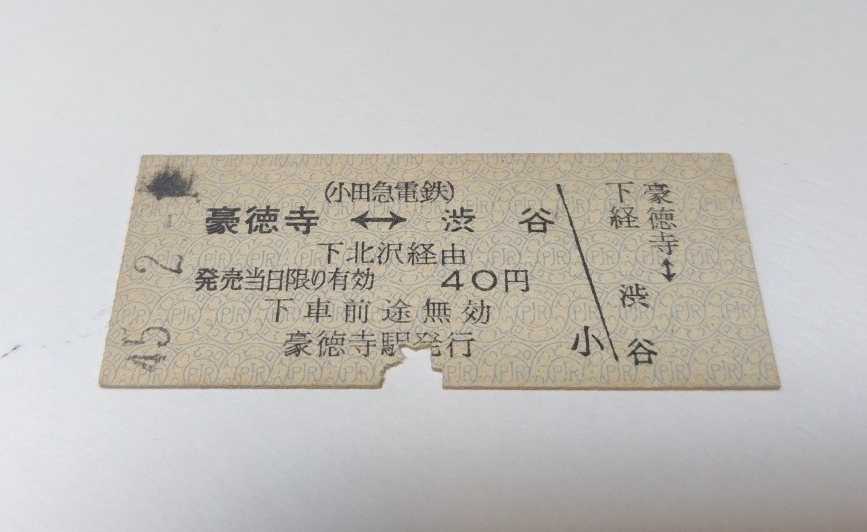 45. 2. -
(小田急電鉄)
豪徳寺 ↔ 渋谷
下北沢経由
発売当日限り有効 40円
下車前途無効
豪徳寺駅発行
小
豪徳寺↔渋谷
下経